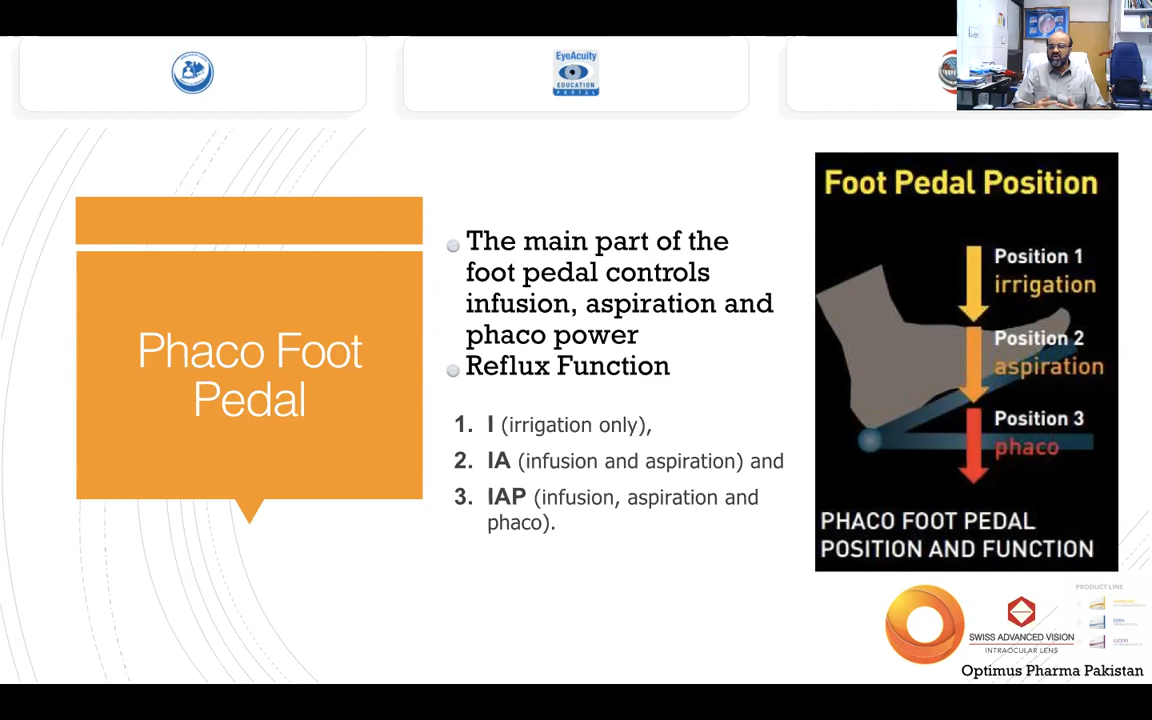 EyeAcuity
EDUCATION
PORTAL
Phaco Foot
Pedal
The main part of the
foot pedal controls
infusion, aspiration and
phaco power
Reflux Function
1. I (irrigation only),
2. IA (infusion and aspiration) and
3. IAP (infusion, aspiration and
phaco).
Foot Pedal Position
Position 1
irrigation
Position 2
aspiration
Position 3
phaco
PHACO FOOT PEDAL
POSITION AND FUNCTION
PRODUCT LINE
SWISS ADVANCED VISION
INTRAOCULAR LENS
Optimus Pharma Pakistan